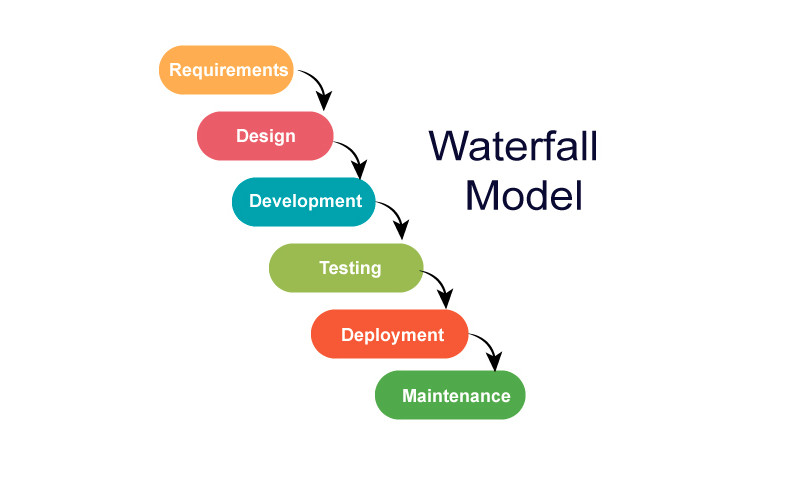 Requirements
Design
Waterfall
Model
Development
Testing
Deployment
Maintenance